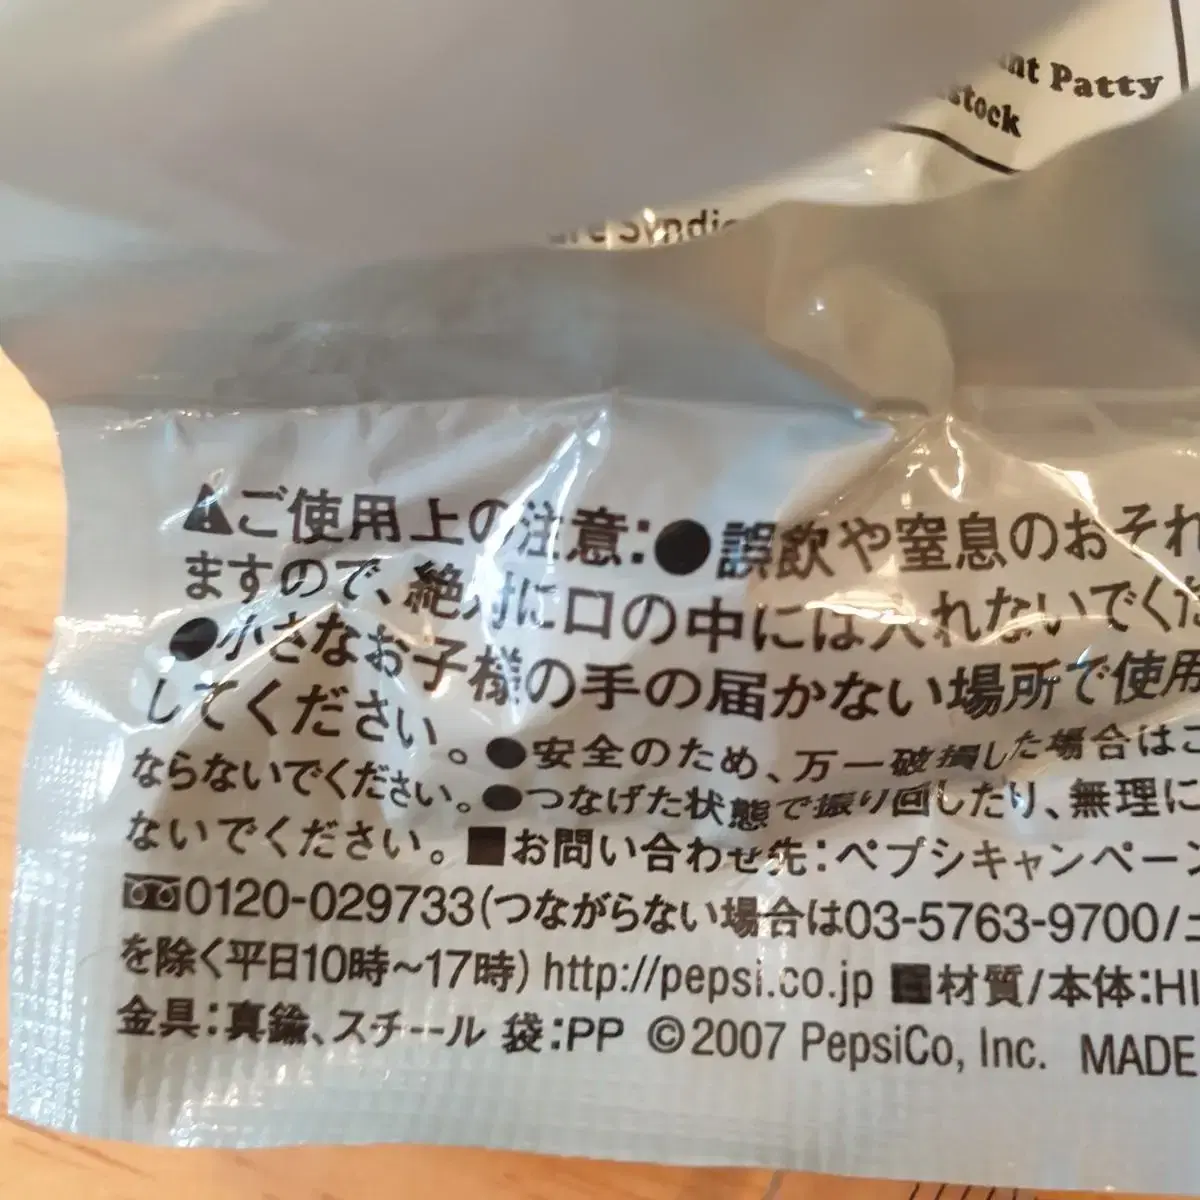 Patty
stock
Syndi
⚠ご使用上の注意:●誤飲や窒息のおそれ
ますので、絶対に口の中には入れないでくだ
●小さなお子様の手の届かない場所で使用
してください。●安全のため、万一破損した場合はご
ならないでください。●つなげた状態で振り回したり、無理に
ないでください。■お問い合わせ先:ペプシキャンペーン
0120-029733(つながらない場合は03-5763-9700/土
を除く平日10時~17時) http://pepsi.co.jp ■材質/本体:HI
金具:真鍮、スチール 袋:PP ©2007 PepsiCo, Inc. MADE